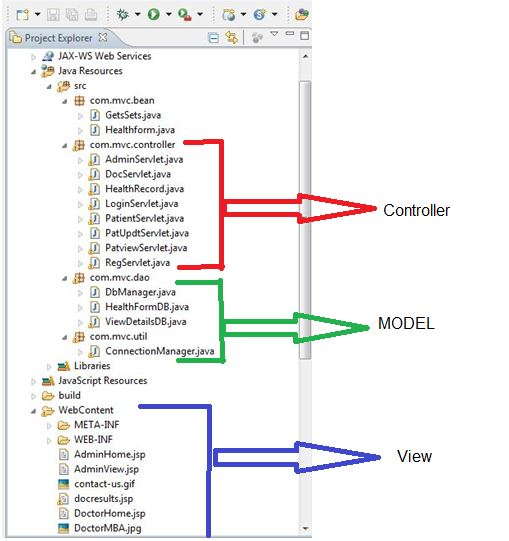 Project Explorer
JAX-WS Web Services
Java Resources
src
com.mvc.bean
GetsSets.java
Healthform.java
com.mvc.controller
AdminServlet.java
DocServlet.java
HealthRecord.java
LoginServlet.java
PatientServlet.java
PatUpdtServlet.java
PatviewServlet.java
RegServlet.java
Controller
com.mvc.dao
DbManager.java
HealthFormDB.java
ViewDetailsDB.java
MODEL
com.mvc.util
ConnectionManager.java
Libraries
JavaScript Resources
build
WebContent
META-INF
WEB-INF
AdminHome.jsp
AdminView.jsp
View
contact-us.gif
docresults.jsp
DoctorHome.jsp
DoctorMBA.jpg